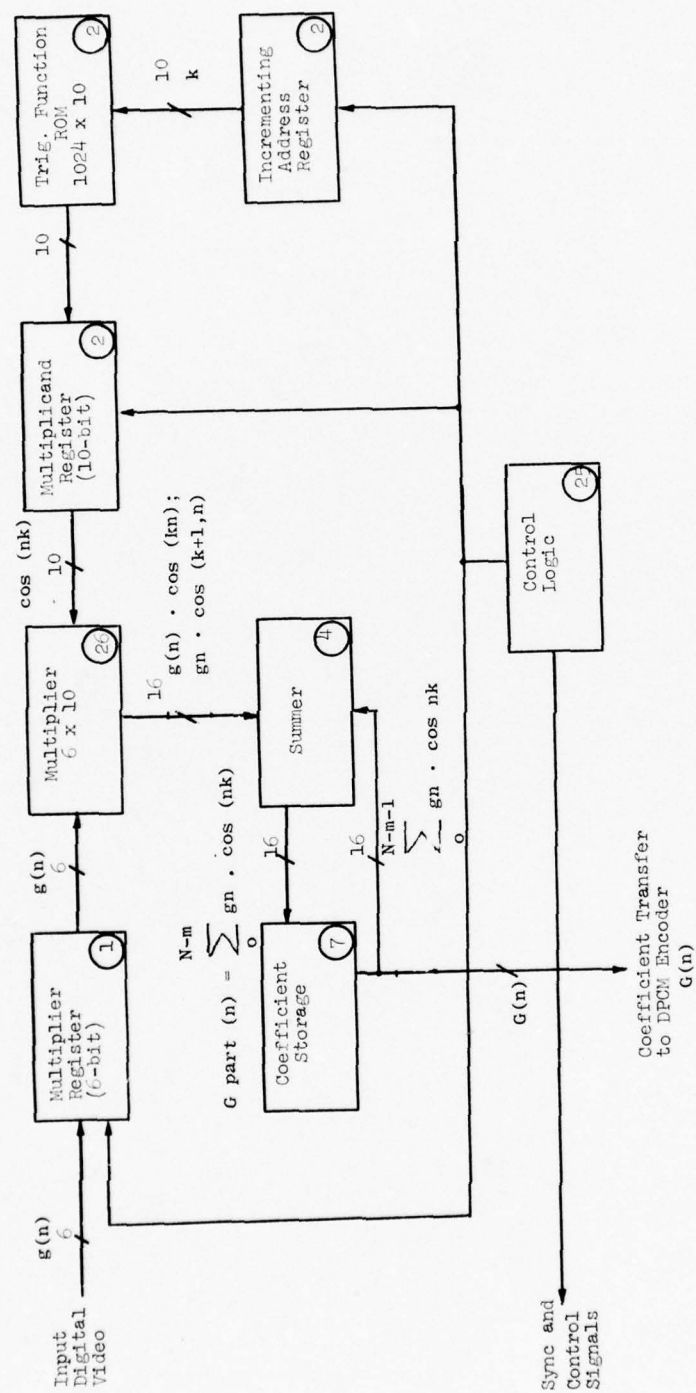 Input
Digital
Video
g(n)
6
Multiplier
Register
(6-bit)
1
g(n)
6
Multiplier
6 x 10
26
cos (nk)
10
Multiplicand
Register
(10-bit)
2
10
Trig. Function
ROM
1024 x 10
2
10
k
Incrementing
Address
Register
2
16
g(n) · cos (kn);
gn · cos (k+1,n)
Summer
4
16
N-m
G part (n) = ∑ gn . cos (nk)
0
Coefficient
Storage
7
16
N-m-1
∑ gn · cos nk
0
Control
Logic
25
G(n)
Coefficient Transfer
to DPCM Encoder
G(n)
Sync and
Control
Signals